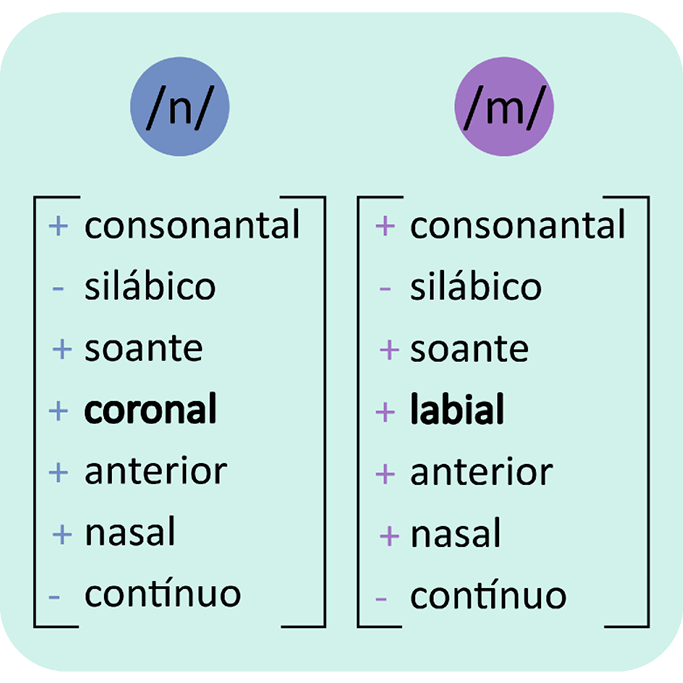 /n/
+ consonantal
- silábico
+ soante
+ coronal
+ anterior
+ nasal
- contínuo
/m/
+ consonantal
- silábico
+ soante
+ labial
+ anterior
+ nasal
- contínuo